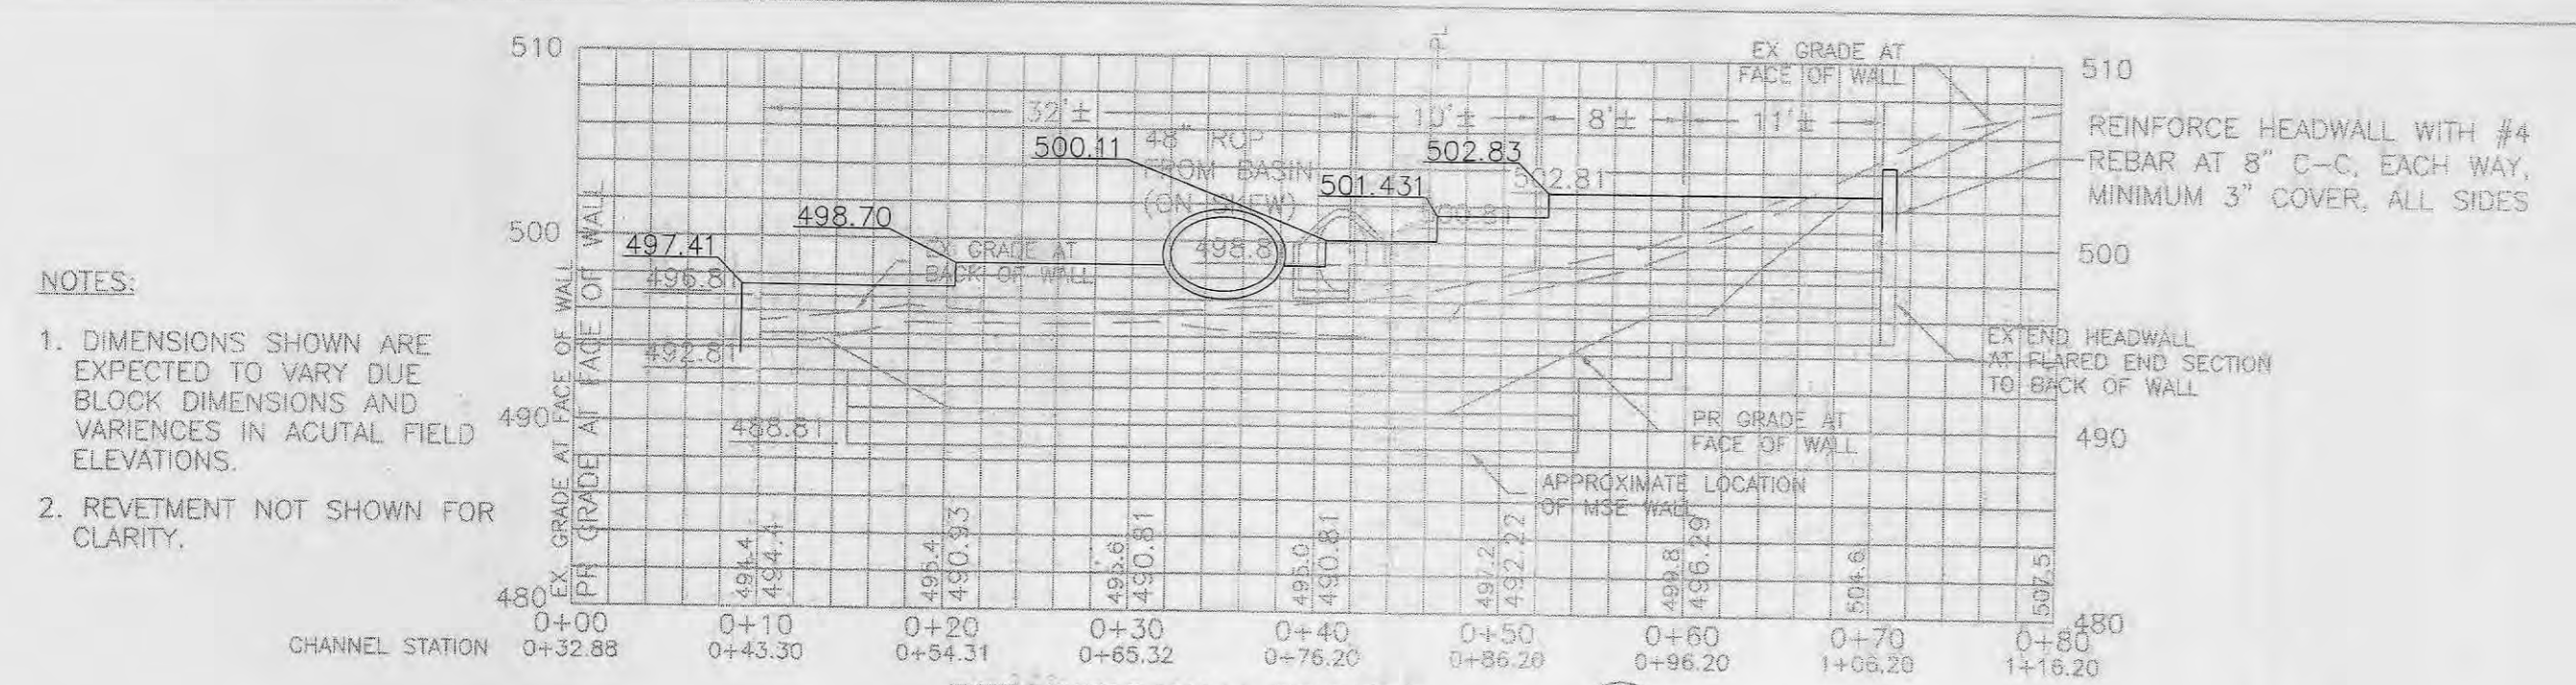 510
EX GRADE AT
FACE OF WALL
510
32'±
10'±
8'±
11'±
REINFORCE HEADWALL WITH #4
REBAR AT 8" C-C, EACH WAY,
MINIMUM 3" COVER, ALL SIDES
48" RCP
FROM BASIN
(ON SKEW)
500.11
502.83
502.81
501.431
500.81
498.70
500
497.41
496.81
EX GRADE AT
BACK OF WALL
498.8
500
NOTES:
1. DIMENSIONS SHOWN ARE
EXPECTED TO VARY DUE
BLOCK DIMENSIONS AND
VARIENCES IN ACUTAL FIELD
ELEVATIONS.
2. REVETMENT NOT SHOWN FOR
CLARITY.
492.81
EXTEND HEADWALL
AT FLARED END SECTION
TO BACK OF WALL
490
488.81
PR GRADE AT
FACE OF WALL
490
APPROXIMATE LOCATION
OF MSE WALL
EX GRADE AT FACE OF WALL
PR GRADE AT FACE OF WALL
494.4
494.4
495.4
490.93
495.6
490.81
495.0
490.81
497.2
492.22
499.8
496.29
504.6
507.5
480
480
0+00
0+10
0+20
0+30
0+40
0+50
0+60
0+70
0+80
CHANNEL STATION
0+32.88
0+43.30
0+54.31
0+65.32
0+76.20
0+86.20
0+96.20
1+06.20
1+16.20